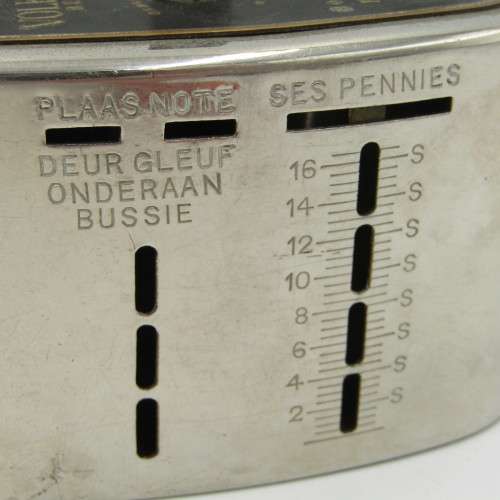 PLAAS NOTE
DEUR GLEUF
ONDERAAN
BUSSIE
SES PENNIES
16 S
14 S
12 S
10 S
8 S
6 S
4 S
2